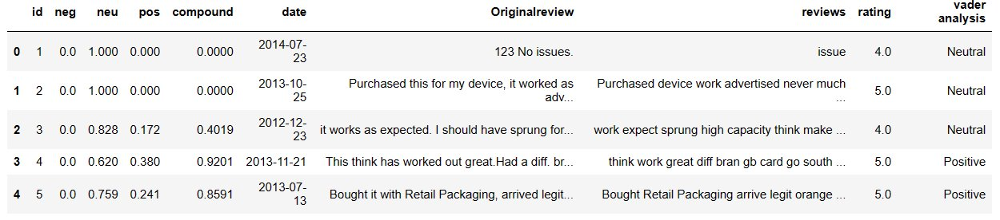 id neg neu pos compound date Originalreview reviews rating vader analysis
0 1 0.0 1.000 0.000 0.0000 2014-07-23 123 No issues. issue 4.0 Neutral
1 2 0.0 1.000 0.000 0.0000 2013-10-25 Purchased this for my device, it worked as adv... Purchased device work advertised never much ... 5.0 Neutral
2 3 0.0 0.828 0.172 0.4019 2012-12-23 it works as expected. I should have sprung for... work expect sprung high capacity think make ... 4.0 Neutral
3 4 0.0 0.620 0.380 0.9201 2013-11-21 This think has worked out great.Had a diff. br... think work great diff bran gb card go south ... 5.0 Positive
4 5 0.0 0.759 0.241 0.8591 2013-07-13 Bought it with Retail Packaging, arrived legit... Bought Retail Packaging arrive legit orange ... 5.0 Positive